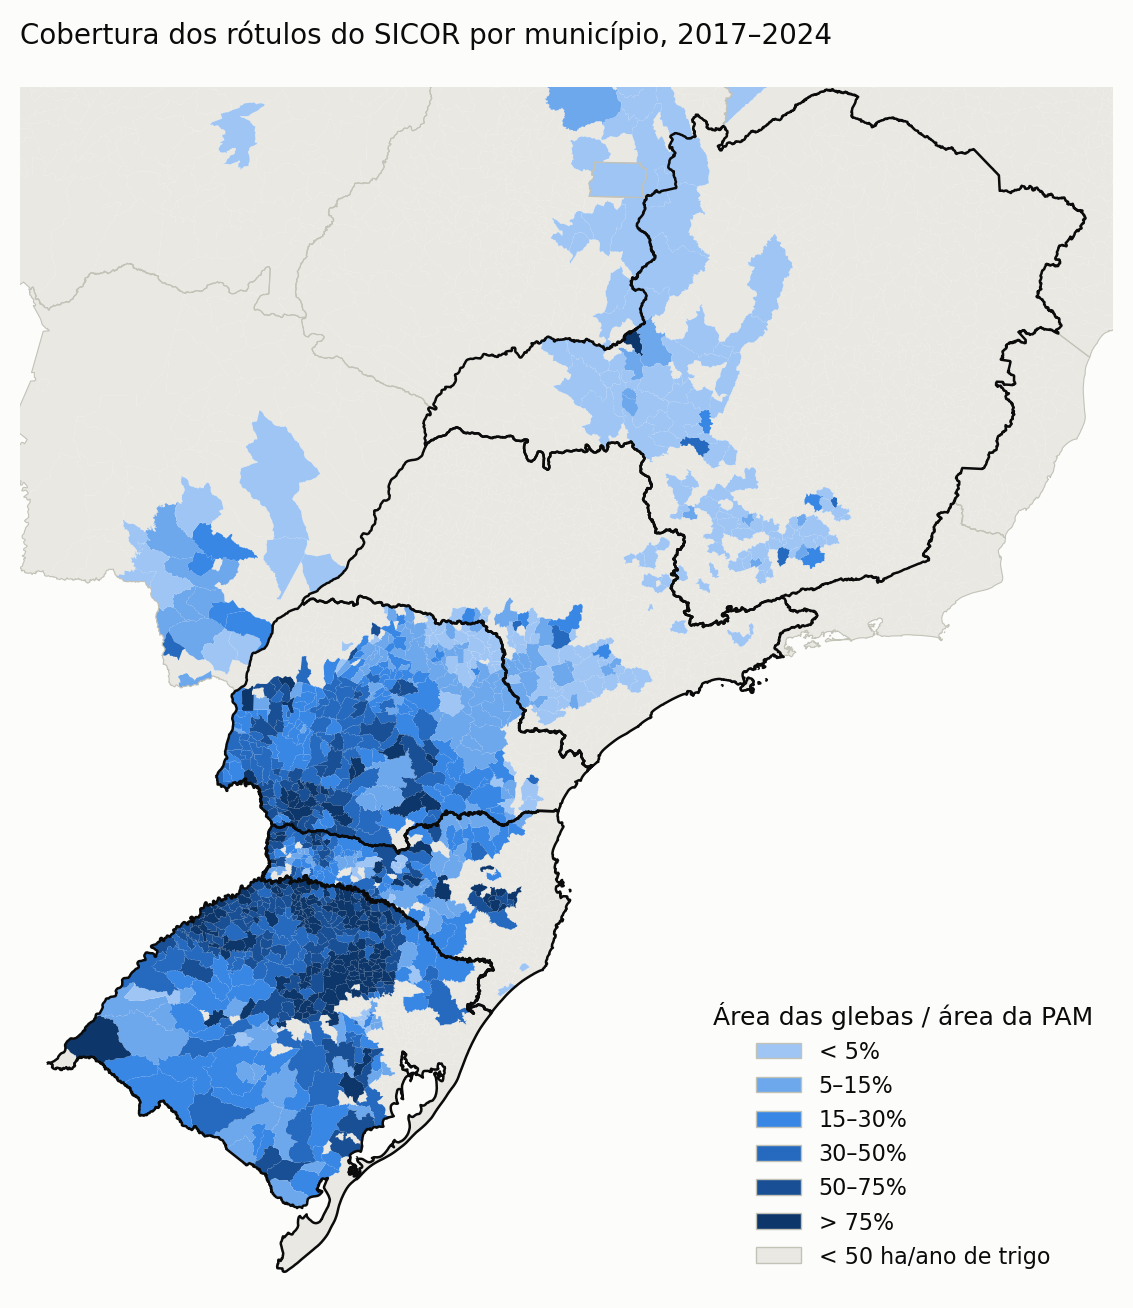 Cobertura dos rótulos do SICOR por município, 2017–2024
Área das glebas / área da PAM
< 5%
5–15%
15–30%
30–50%
50–75%
> 75%
< 50 ha/ano de trigo